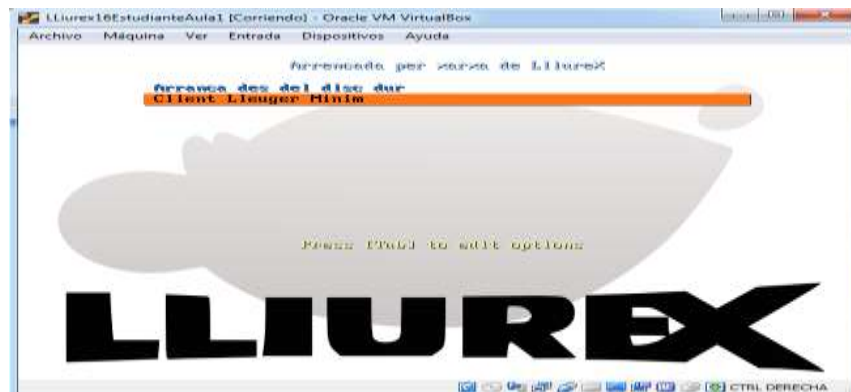 LLiurex16EstudianteAula1 [Corriendo] - Oracle VM VirtualBox
Archivo Máquina Ver Entrada Dispositivos Ayuda
Arrencada per xarxa de LliureX
Arranca des del disc dur
Client Lleuger Minim
Press [Tab] to edit options
LLIUREX
CTRL DERECHA